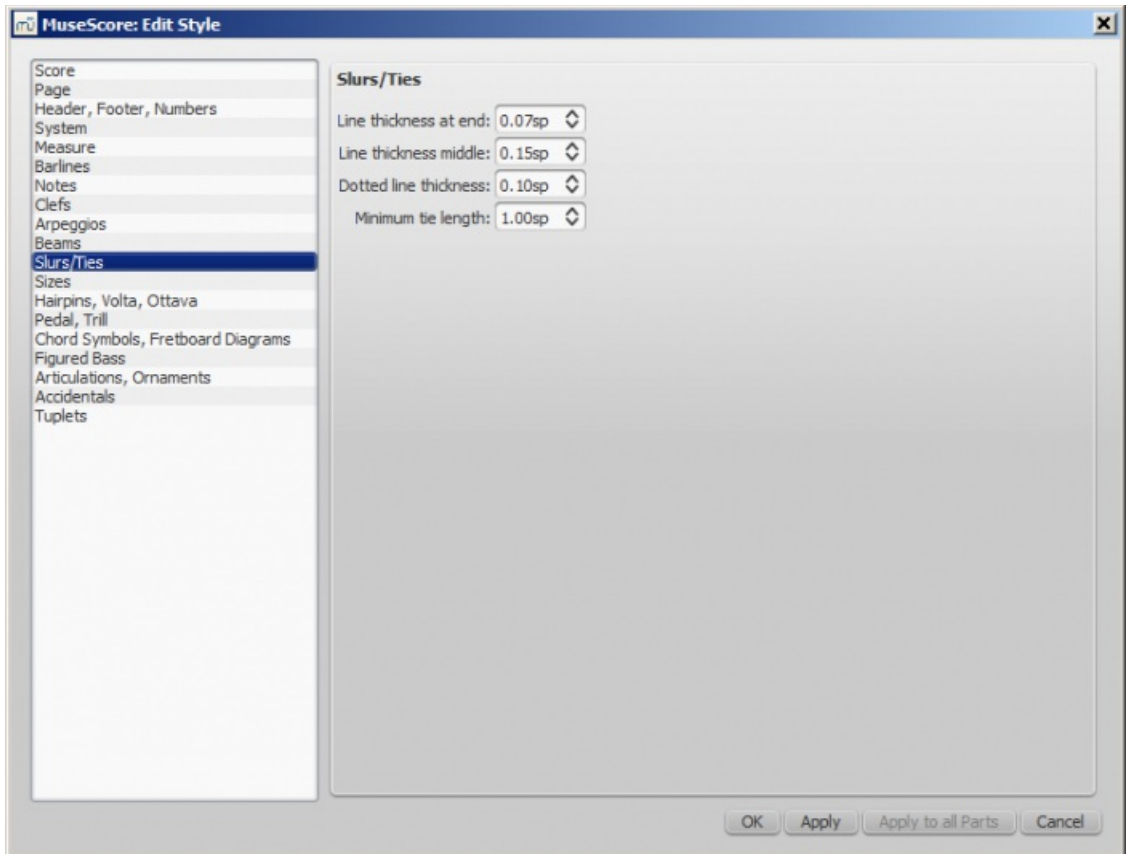 MuseScore: Edit Style
Score
Page
Header, Footer, Numbers
System
Measure
Barlines
Notes
Clefs
Arpeggios
Beams
Slurs/Ties
Sizes
Hairpins, Volta, Ottava
Pedal, Trill
Chord Symbols, Fretboard Diagrams
Figured Bass
Articulations, Ornaments
Accidentals
Tuplets
Slurs/Ties
Line thickness at end: 0.07sp
Line thickness middle: 0.15sp
Dotted line thickness: 0.10sp
Minimum tie length: 1.00sp
OK Apply Apply to all Parts Cancel